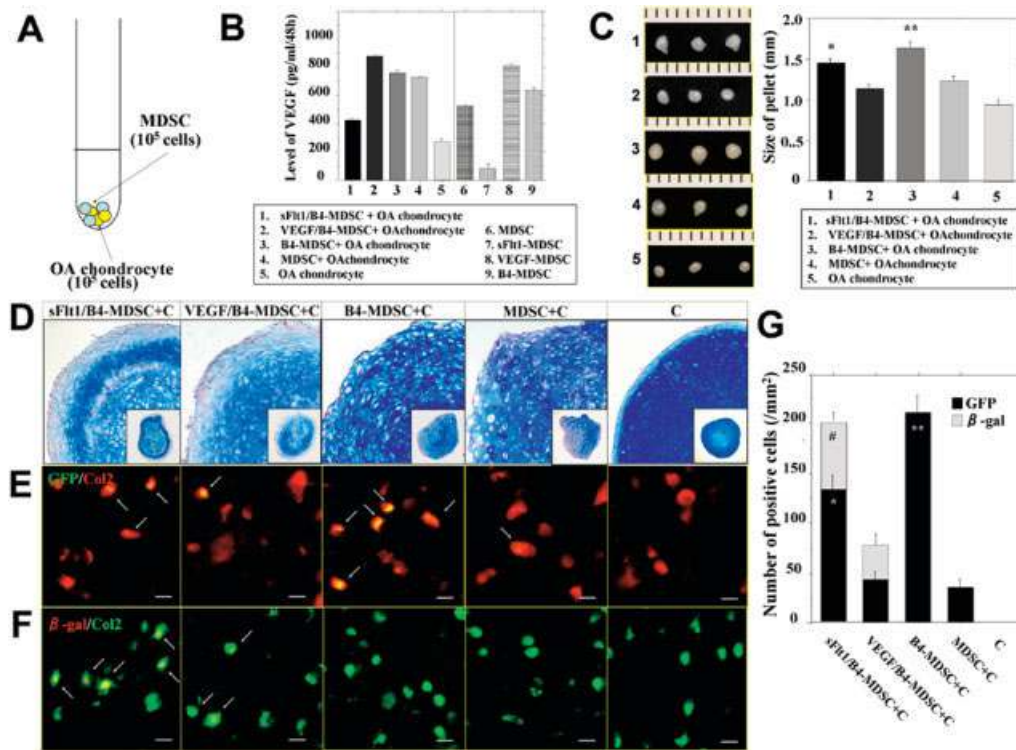 A
MDSC
(10⁵ cells)
OA chondrocyte
(10⁵ cells)
B
Level of VEGF (pg/ml/48h)
1000
800
600
400
200
0
1 2 3 4 5 6 7 8 9
1. sFlt1/B4-MDSC + OA chondrocyte
2. VEGF/B4-MDSC+ OAchondrocyte
3. B4-MDSC+ OA chondrocyte
4. MDSC+ OAchondrocyte
5. OA chondrocyte
6. MDSC
7. sFlt1-MDSC
8. VEGF-MDSC
9. B4-MDSC
C
1
2
3
4
5
Size of pellet (mm)
2.0
1.5
1.0
0.5
0
* **
1 2 3 4 5
1. sFlt1/B4-MDSC + OA chondrocyte
2. VEGF/B4-MDSC+ OAchondrocyte
3. B4-MDSC+ OA chondrocyte
4. MDSC+ OAchondrocyte
5. OA chondrocyte
D
sFlt1/B4-MDSC+C VEGF/B4-MDSC+C B4-MDSC+C MDSC+C C
E
GFP/Col2
F
β-gal/Col2
G
Number of positive cells (/mm²)
250
200
150
100
50
0
GFP
β-gal
#
* **
sFlt1/B4-MDSC+C
VEGF/B4-MDSC+C
B4-MDSC+C
MDSC+C
C